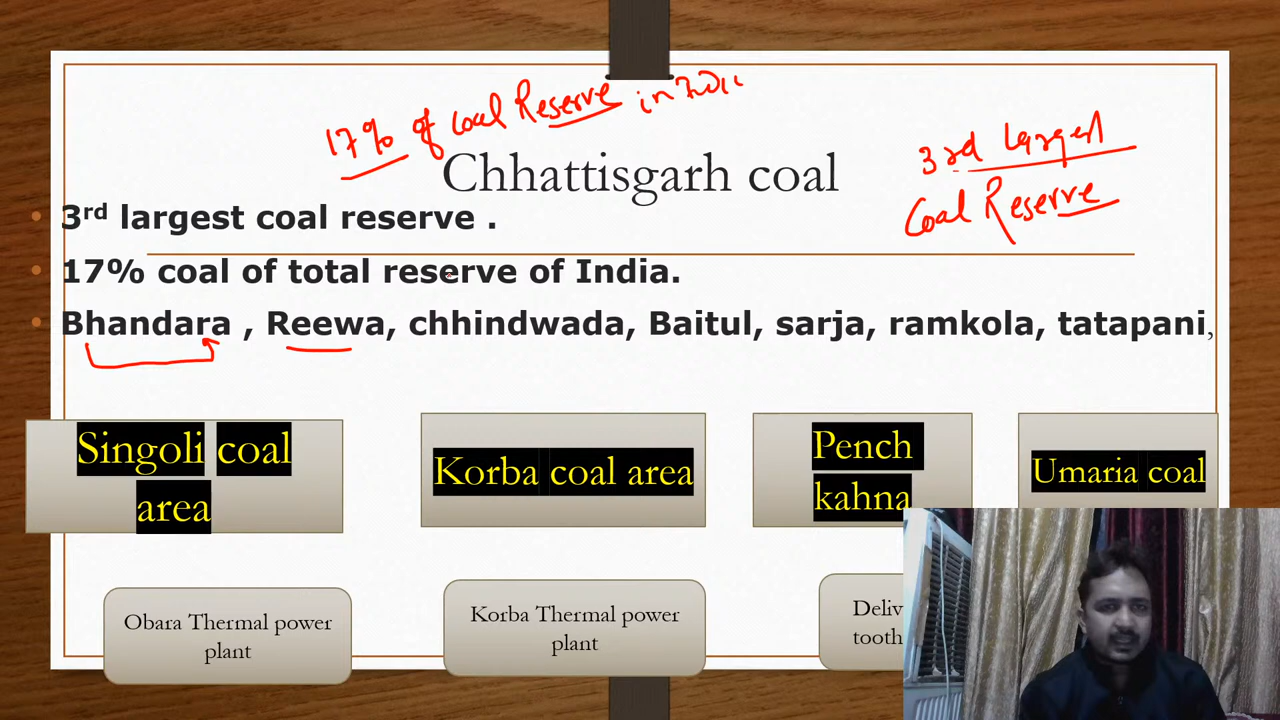 17% of Coal Reserve in
3rd Largest
Coal Reserve
Chhattisgarh coal
• 3rd largest coal reserve .
• 17% coal of total reserve of India.
• Bhandara , Reewa, chhindwada, Baitul, sarja, ramkola, tatapani,
Singoli coal
area
Korba coal area
Pench
kahna
Umaria coal
Obara Thermal power
plant
Korba Thermal power
plant
tooth